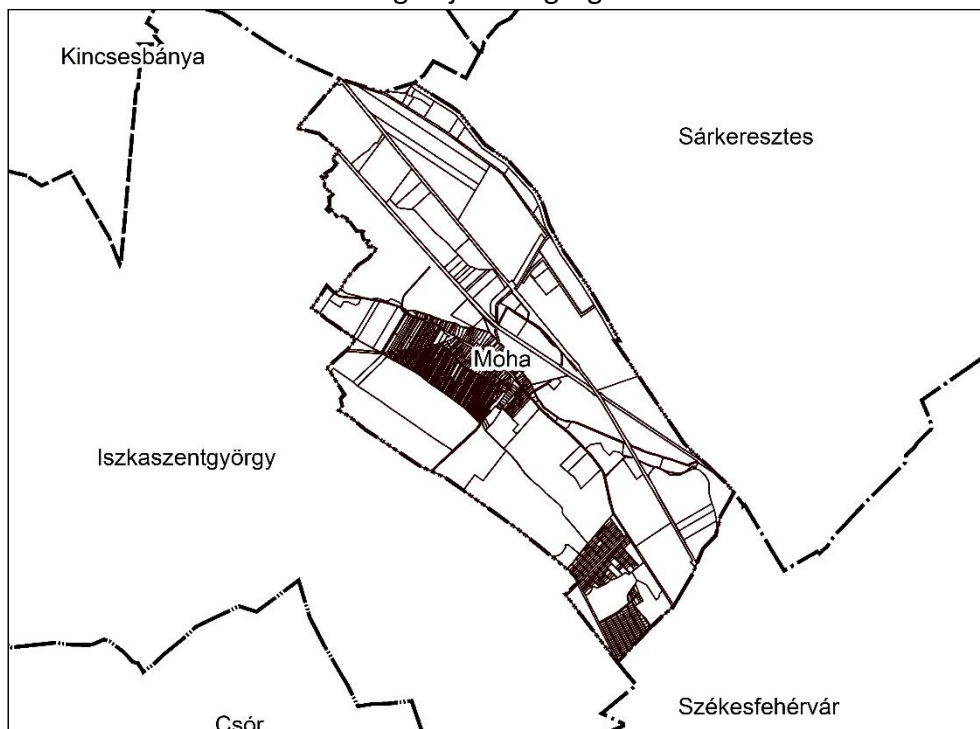 Kincsesbánya
Sárkeresztes
Moha
Iszkaszentgyörgy
Székesfehérvár
Csór